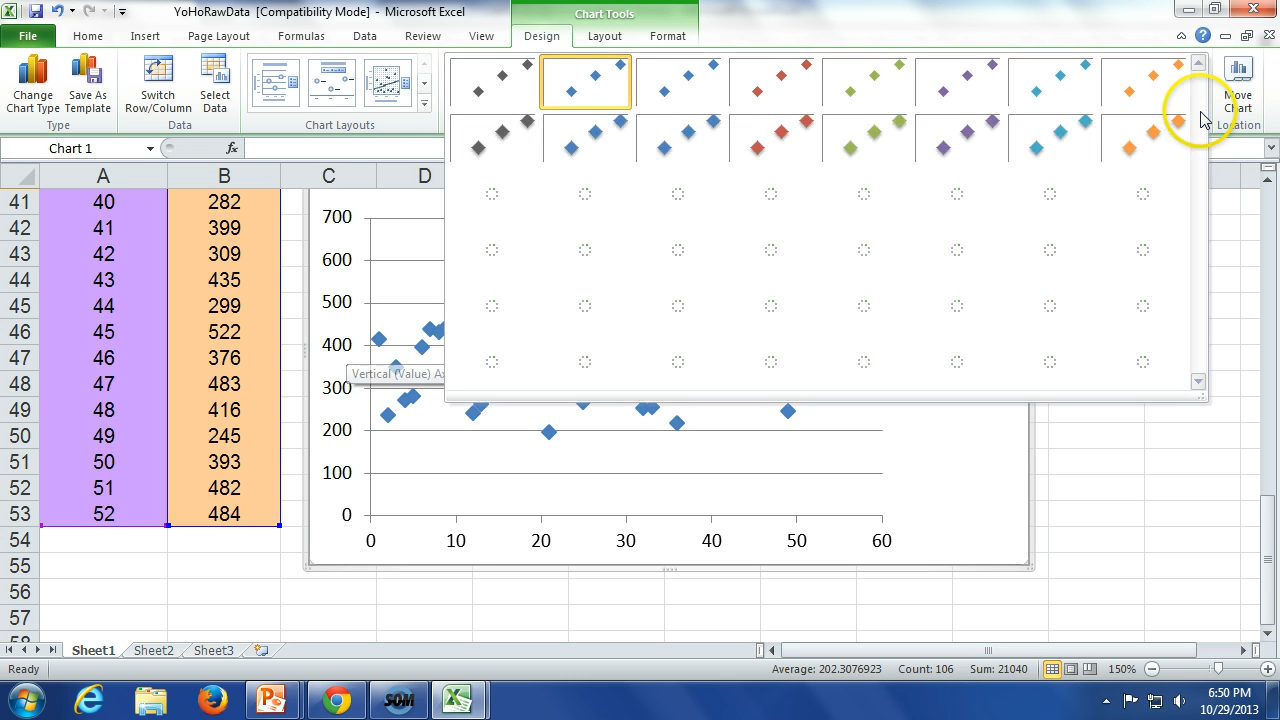 YoHoRawData [Compatibility Mode] - Microsoft Excel
Chart Tools
File Home Insert Page Layout Formulas Data Review View Design Layout Format
Change Chart Type
Save As Template
Switch Row/Column
Select Data
Move Chart
Type Data Chart Layouts Location
Chart 1 fx
A B C D
41 40 282
42 41 399
43 42 309
44 43 435
45 44 299
46 45 522
47 46 376
48 47 483
49 48 416
50 49 245
51 50 393
52 51 482
53 52 484
54
55
56
57
58
700
600
500
400
300
200
100
0
Vertical (Value) Ax
0 10 20 30 40 50 60
Sheet1 Sheet2 Sheet3
Ready Average: 202.3076923 Count: 106 Sum: 21040 150%
SOM
6:50 PM
10/29/2013